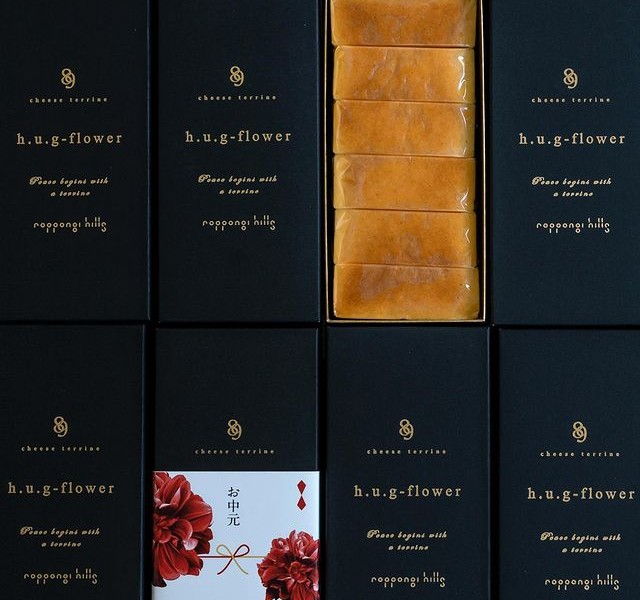 cheese terrine
h.u.g-flower
Peace begins with
a terrine
roppongi hills
cheese terrine
h.u.g-flower
Peace begins with
a terrine
roppongi hills
cheese terrine
h.u.g-flower
Peace begins with
a terrine
roppongi hills
cheese terrine
h.u.g-flower
Peace begins with
a terrine
roppongi hills
cheese terrine
お中元
cheese terrine
h.u.g-flower
Peace begins with
a terrine
roppongi hills
cheese terrine
h.u.g-flower
Peace begins with
a terrine
roppongi hills